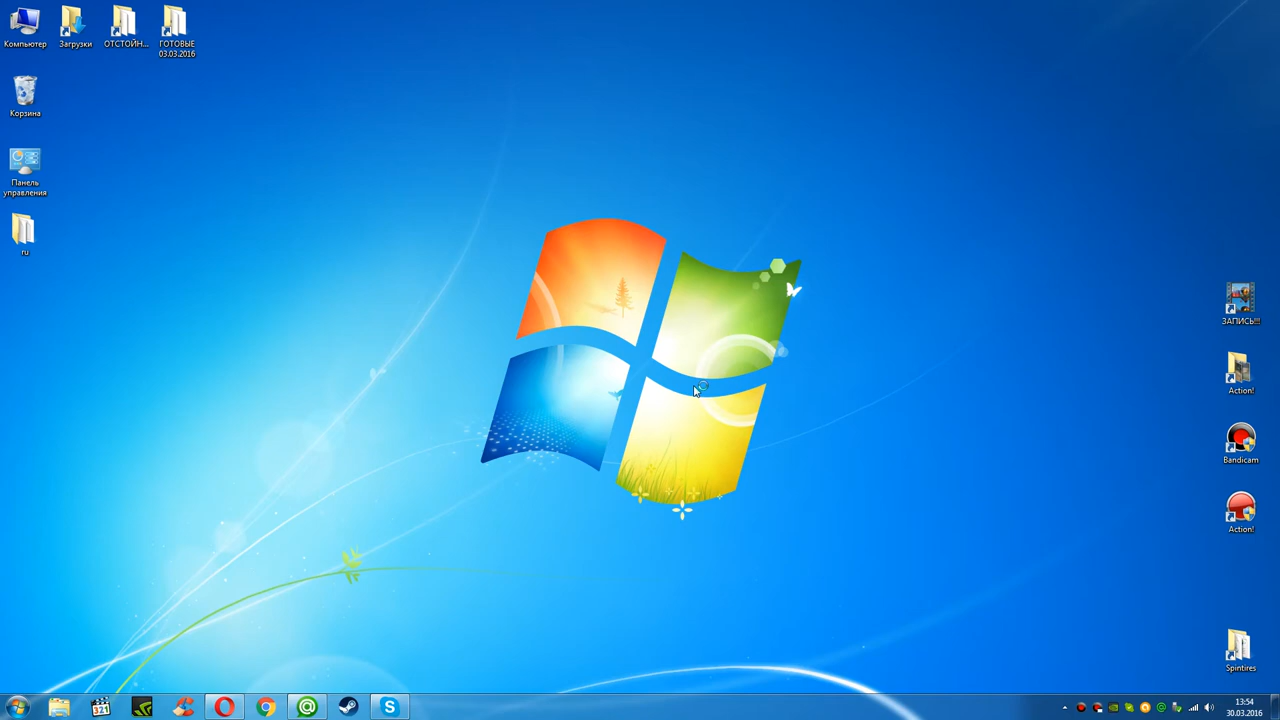 Компьютер
Загрузки
ОТСТОЙН...
ГОТОВЫЕ
03.03.2016
Корзина
Панель
управления
ru
ЗАПИСЬ!!!
Action!
Bandicam
Action!
Spintires
321
13:54
30.03.2016